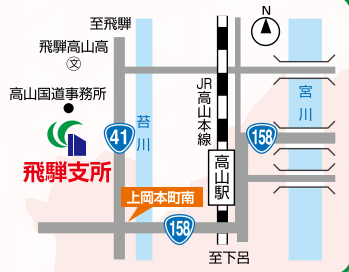 至飛騨
飛騨高山高
文
高山国道事務所
飛騨支所
41
苔川
JR高山本線
高山駅
N
宮川
158
上岡本町南
158
至下呂